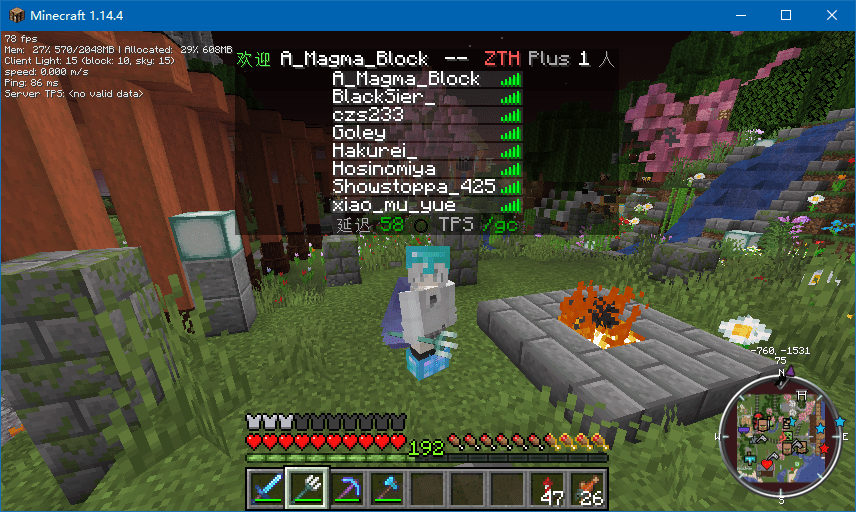 Minecraft 1.14.4
78 fps
Mem: 27% 570/2048MB | Allocated: 29% 608MB
Client Light: 15 (block: 10, sky: 15)
speed: 0.000 m/s
Ping: 86 ms
Server TPS: <no valid data>
欢迎 A_Magma_Block -- ZTH Plus 1 人
A_Magma_Block
BlackSier_
czs233
Goley
Hakurei_
Hosinomiya
Showstoppa_425
xiao_mu_yue
延迟 58 ○ TPS /gc
-760, -1531
75
N
W
E
S
192
47
26